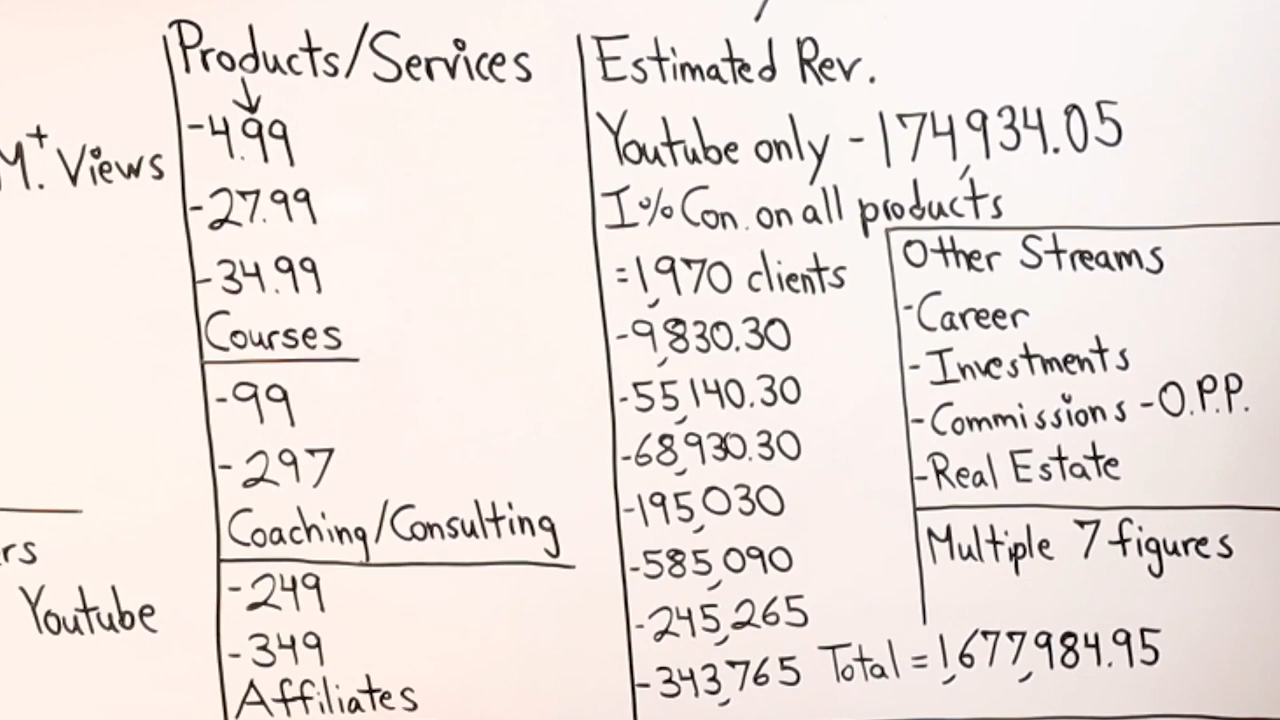 M.+ Views
rs
Youtube
Products/Services
-4.99
-27.99
-34.99
Courses
-99
-297
Coaching/Consulting
-249
-349
Affiliates
Estimated Rev.
Youtube only - 174,934.05
1% Con. on all products
=1,970 clients
-9,830.30
-55,140.30
-68,930.30
-195,030
-585,090
-245,265
-343,765 Total = 1,677,984.95
Other Streams
-Career
-Investments
-Commissions - O.P.P.
-Real Estate
Multiple 7 figures